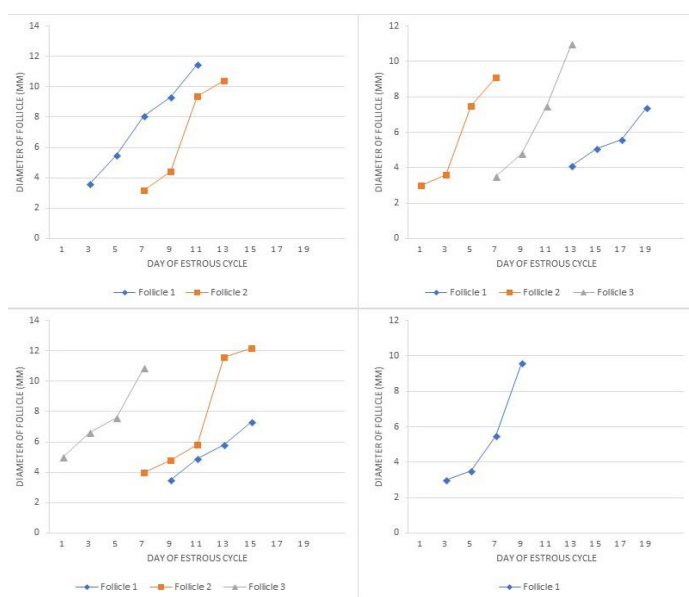 DIAMETER OF FOLLICLE (MM)
14
12
10
8
6
4
2
0
1 3 5 7 9 11 13 15 17 19
DAY OF ESTROUS CYCLE
Follicle 1 Follicle 2
DIAMETER OF FOLLICLE (MM)
12
10
8
6
4
2
0
1 3 5 7 9 11 13 15 17 19
DAY OF ESTROUS CYCLE
Follicle 1 Follicle 2 Follicle 3
DIAMETER OF FOLLICLE (MM)
14
12
10
8
6
4
2
0
1 3 5 7 9 11 13 15 17 19
DAY OF ESTROUS CYCLE
Follicle 1 Follicle 2 Follicle 3
DIAMETER OF FOLLICLE (MM)
12
10
8
6
4
2
0
1 3 5 7 9 11 13 15 17 19
DAY OF ESTROUS CYCLE
Follicle 1